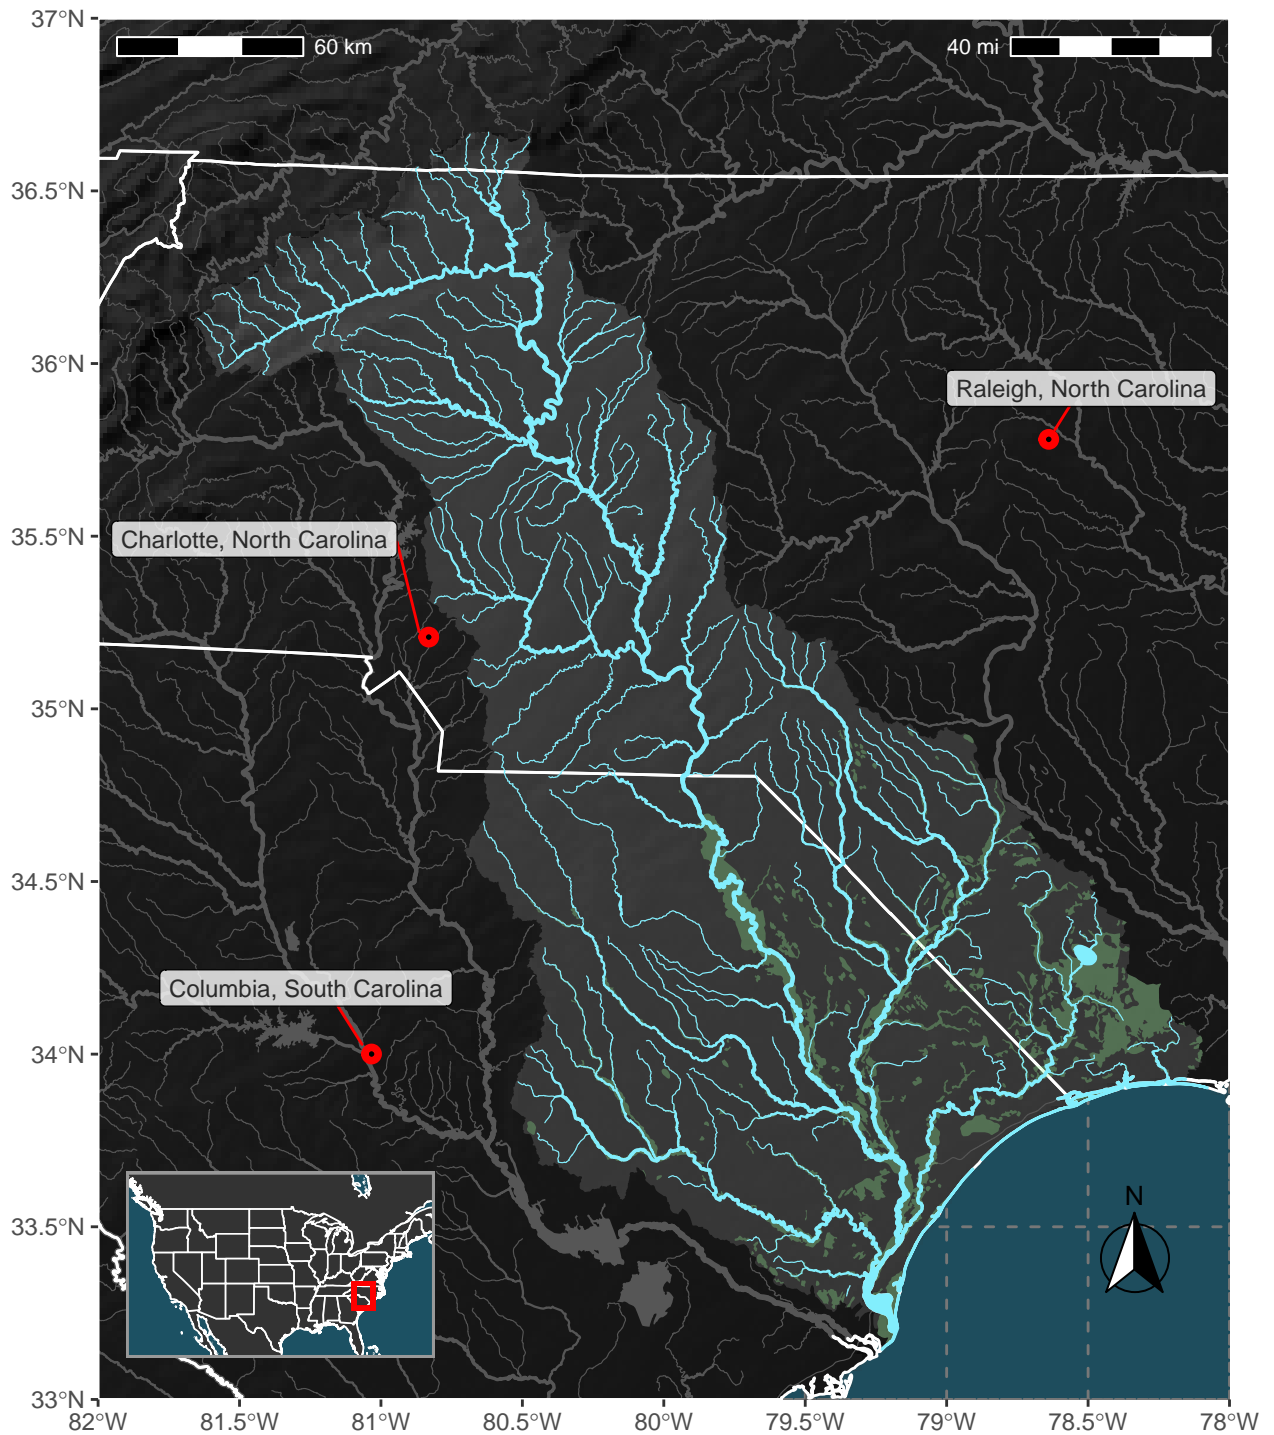 37°N
60 km
40 mi
36.5°N
36°N
Raleigh, North Carolina
35.5°N
Charlotte, North Carolina
35°N
34.5°N
Columbia, South Carolina
34°N
N
33.5°N
33°N
82°W
81.5°W
81°W
80.5°W
80°W
79.5°W
79°W
78.5°W
78°W